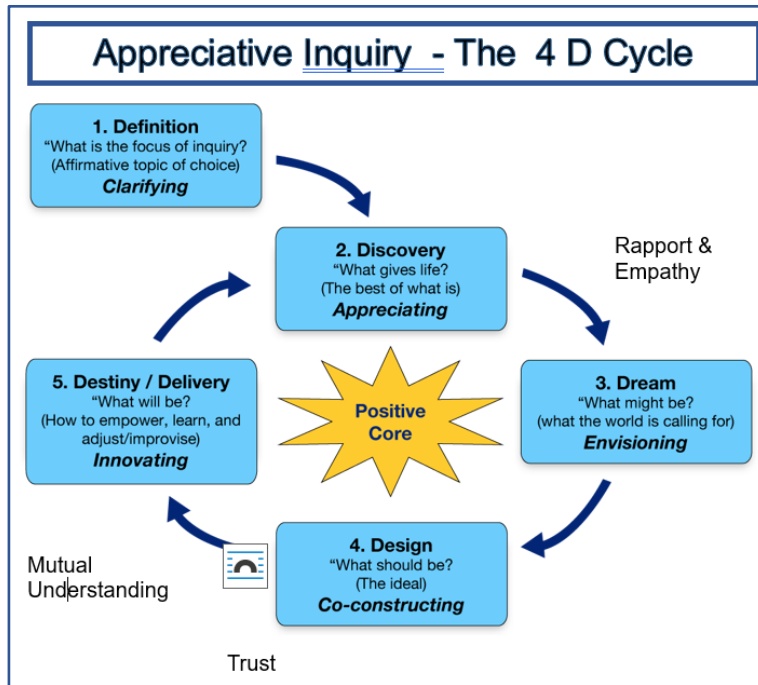 Appreciative Inquiry - The 4 D Cycle
1. Definition
“What is the focus of inquiry?
(Affirmative topic of choice)
Clarifying
2. Discovery
“What gives life?
(The best of what is)
Appreciating
Rapport &
Empathy
3. Dream
“What might be?
(what the world is calling for)
Envisioning
Positive
Core
5. Destiny / Delivery
“What will be?
(How to empower, learn, and
adjust/improvise)
Innovating
4. Design
“What should be?
(The ideal)
Co-constructing
Mutual
Understanding
Trust